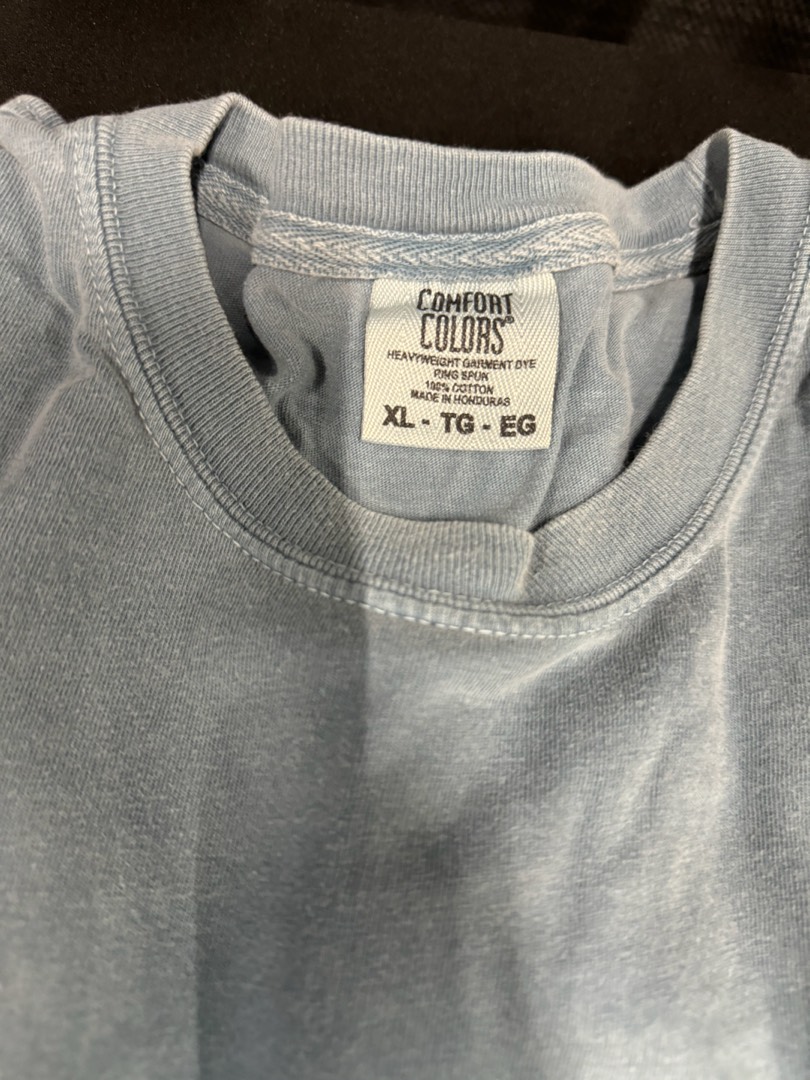 COMFORT
COLORS®
HEAVYWEIGHT GARMENT DYE
RING SPUN
100% COTTON
MADE IN HONDURAS
XL - TG - EG